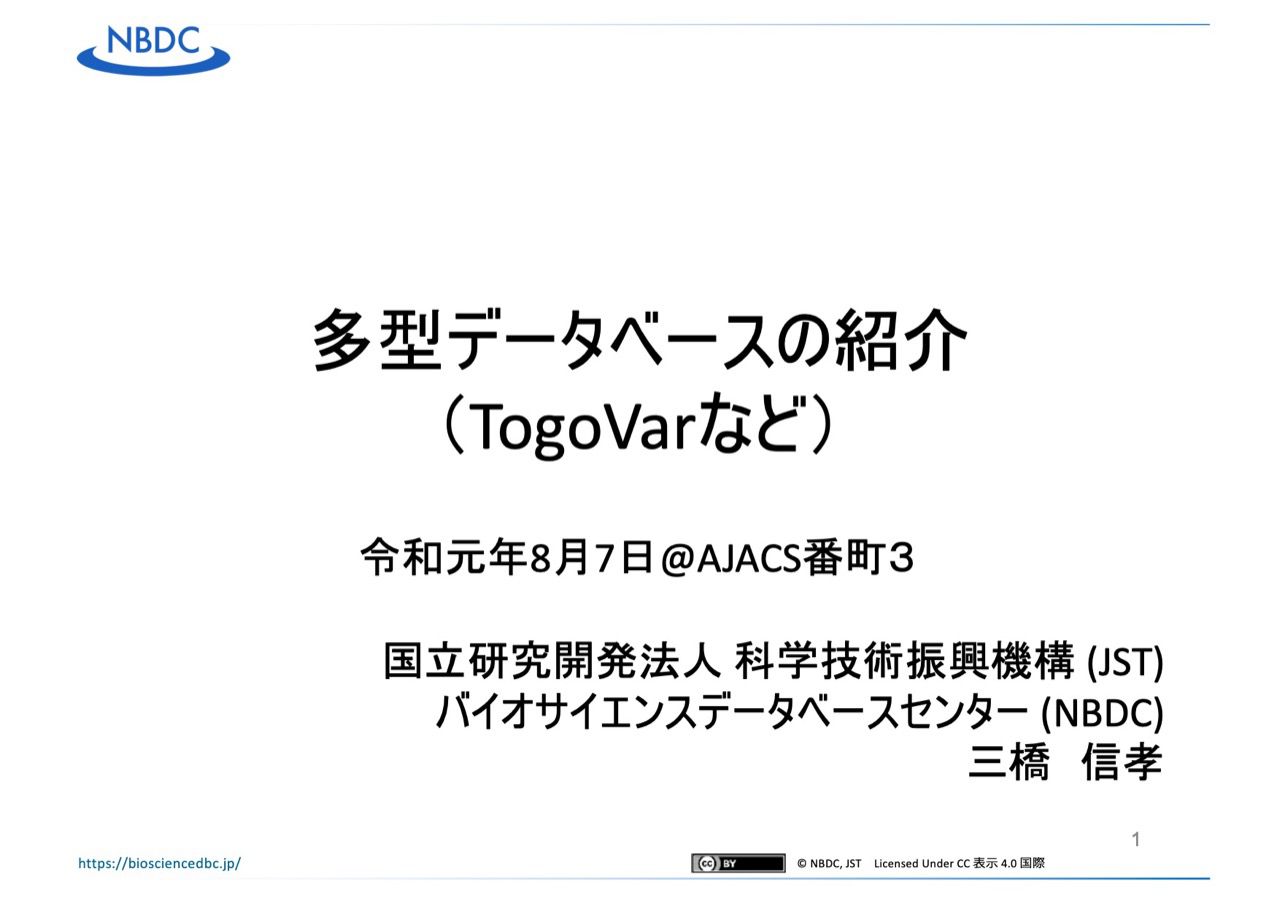 NBDC
多型データベースの紹介
（TogoVarなど）
令和元年8月7日@AJACS番町３
国立研究開発法人 科学技術振興機構 (JST)
バイオサイエンスデータベースセンター (NBDC)
三橋　信孝
1
https://biosciencedbc.jp/
cc BY © NBDC, JST　Licensed Under CC 表示 4.0 国際